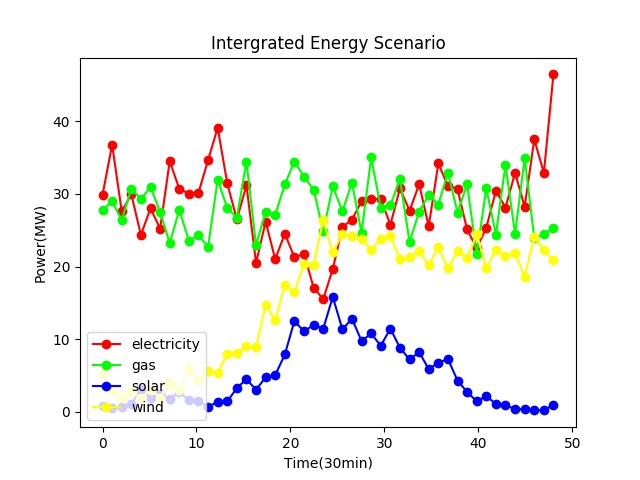 Intergrated Energy Scenario
Power(MW)
40
30
20
10
0
electricity
gas
solar
wind
0 10 20 30 40 50
Time(30min)